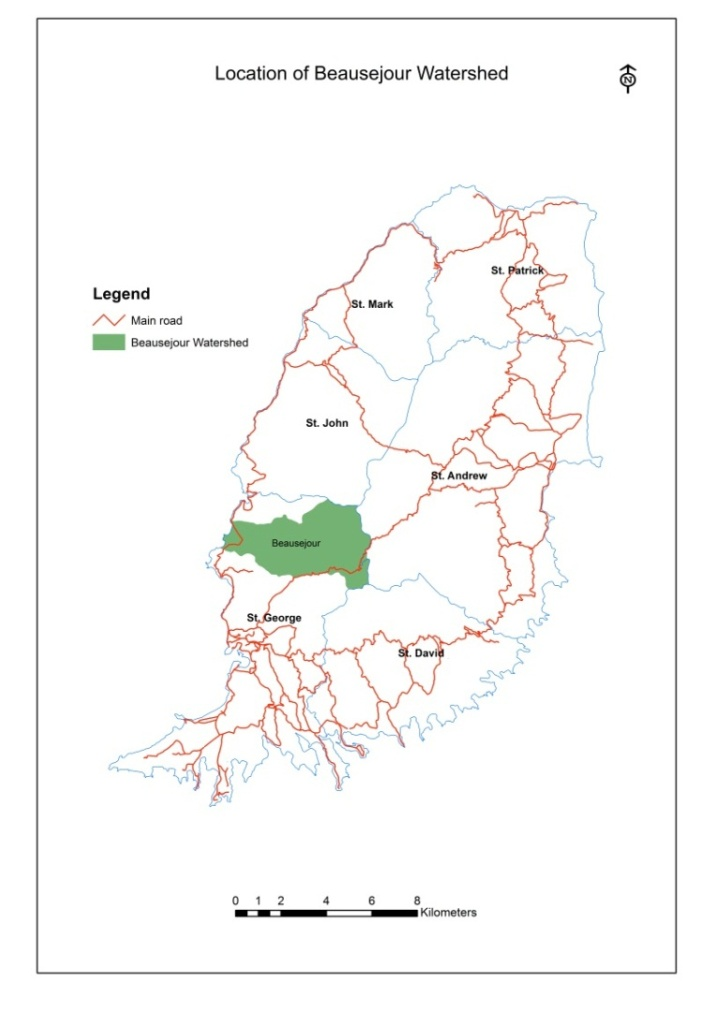 Location of Beausejour Watershed
N
St. Patrick
Legend
St. Mark
Main road
Beausejour Watershed
St. John
St. Andrew
Beausejour
St. George
St. David
0 1 2 4 6 8
Kilometers